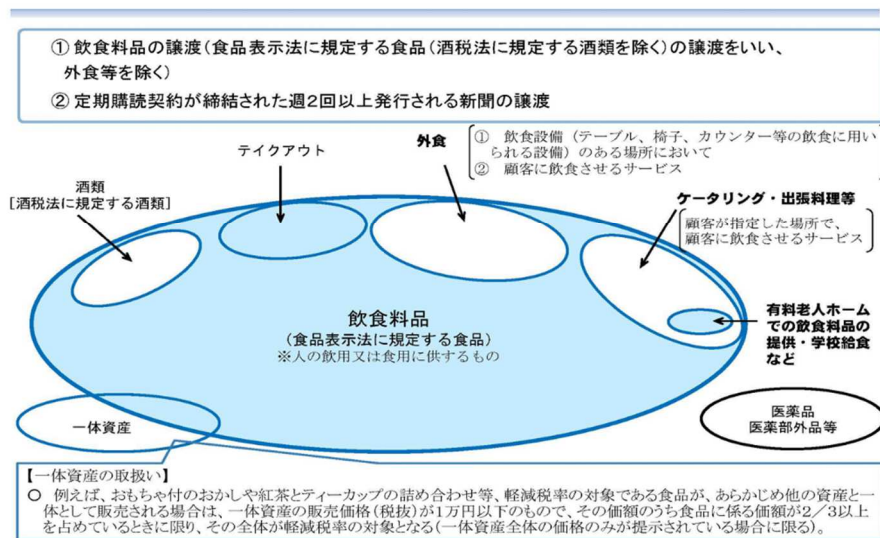 ① 飲食料品の譲渡(食品表示法に規定する食品(酒税法に規定する酒類を除く)の譲渡をいい、
外食等を除く)
② 定期購読契約が締結された週2回以上発行される新聞の譲渡
テイクアウト
外食
① 飲食設備（テーブル、椅子、カウンター等の飲食に用い
られる設備）のある場所において
② 顧客に飲食させるサービス
酒類
[酒税法に規定する酒類]
ケータリング・出張料理等
顧客が指定した場所で、
顧客に飲食させるサービス
飲食料品
(食品表示法に規定する食品)
※人の飲用又は食用に供するもの
有料老人ホーム
での飲食料品の
提供・学校給食
など
一体資産
医薬品
医薬部外品等
【一体資産の取扱い】
○ 例えば、おもちゃ付のおかしや紅茶とティーカップの詰め合わせ等、軽減税率の対象である食品が、あらかじめ他の資産と一
体として販売される場合は、一体資産の販売価格(税抜)が1万円以下のもので、その価額のうち食品に係る価額が2／3以上
を占めているときに限り、その全体が軽減税率の対象となる(一体資産全体の価格のみが提示されている場合に限る)。